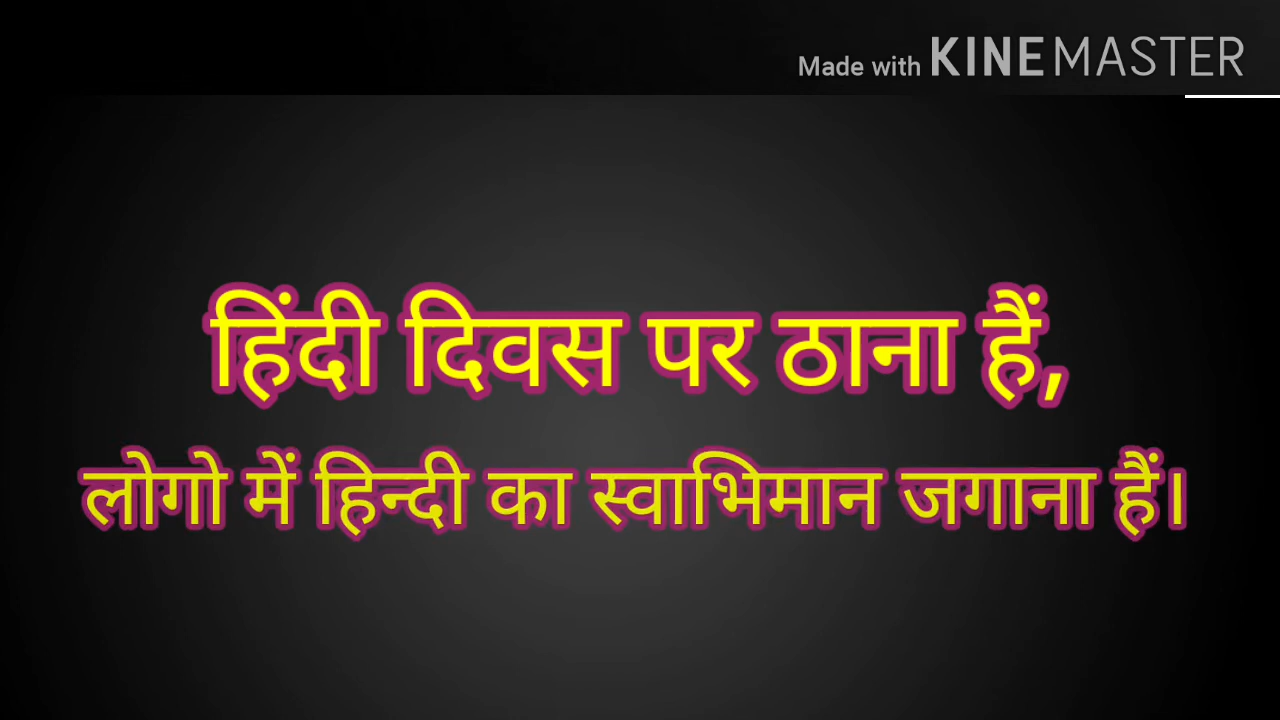 Made with KINEMASTER
हिंदी दिवस पर ठाना हैं,
लोगो में हिन्दी का स्वाभिमान जगाना हैं।